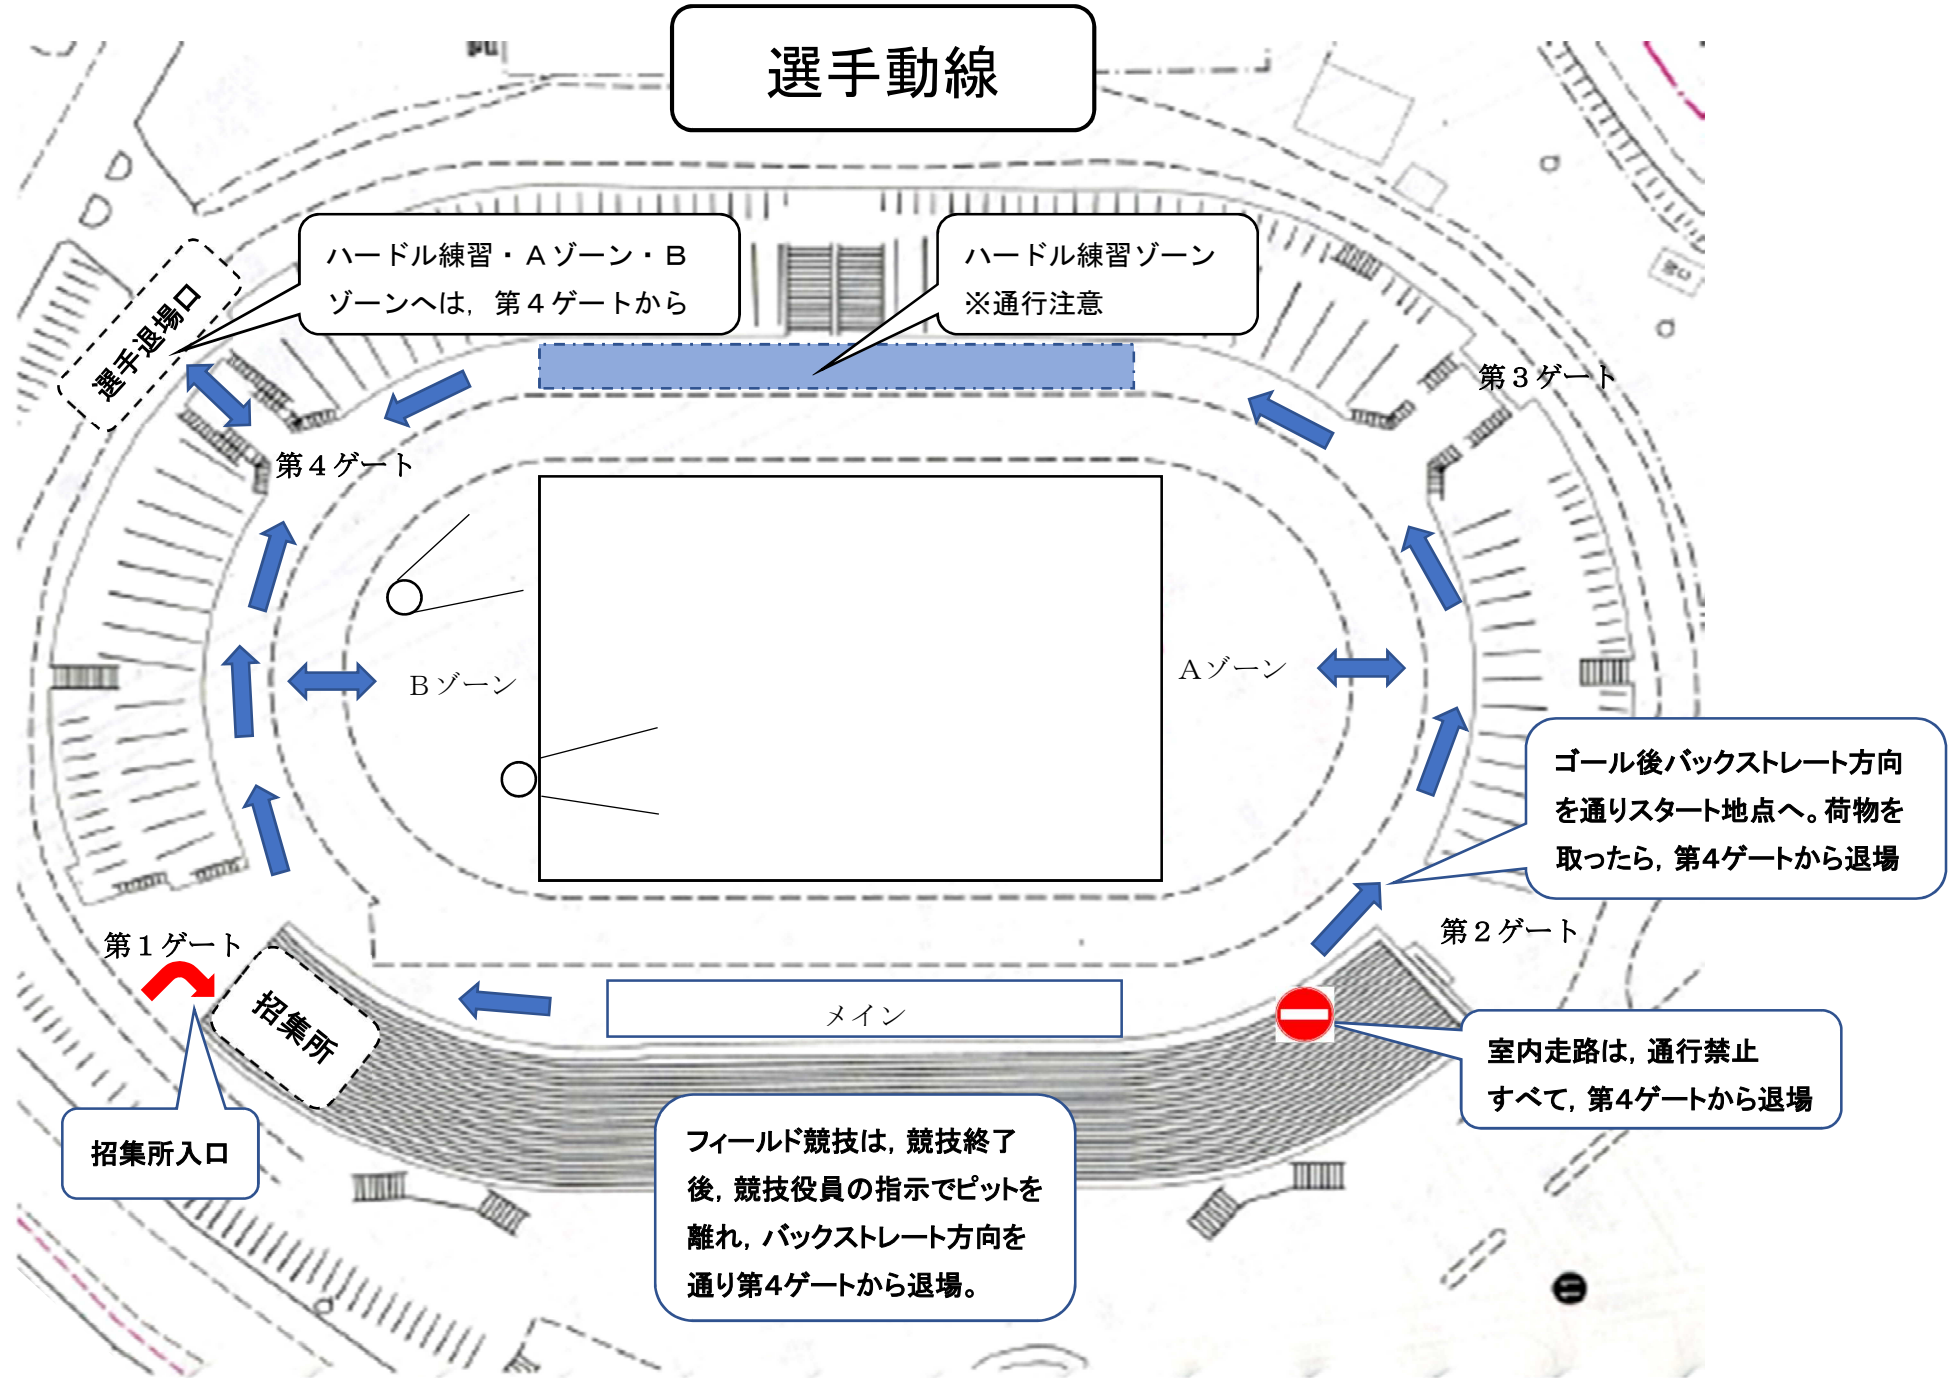 選手動線
ハードル練習・Aゾーン・B
ゾーンへは，第４ゲートから
ハードル練習ゾーン
※通行注意
選手退場口
第３ゲート
第４ゲート
Bゾーン
Aゾーン
ゴール後バックストレート方向
を通りスタート地点へ。荷物を
取ったら，第4ゲートから退場
第１ゲート
第２ゲート
招集所
メイン
室内走路は，通行禁止
すべて，第4ゲートから退場
招集所入口
フィールド競技は，競技終了
後，競技役員の指示でピットを
離れ，バックストレート方向を
通り第4ゲートから退場。